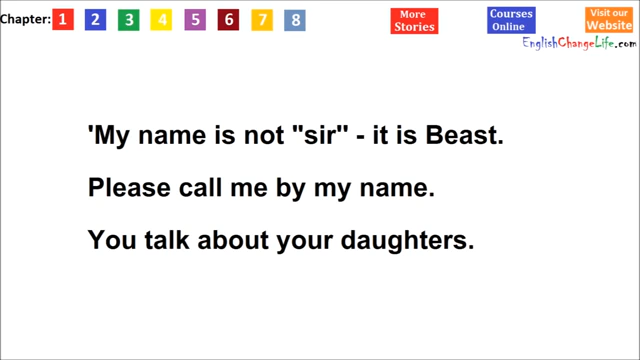 Chapter: 1 2 3 4 5 6 7 8
More Stories
Courses Online
Visit our Website
EnglishChangeLife.com
'My name is not "sir" - it is Beast.
Please call me by my name.
You talk about your daughters.